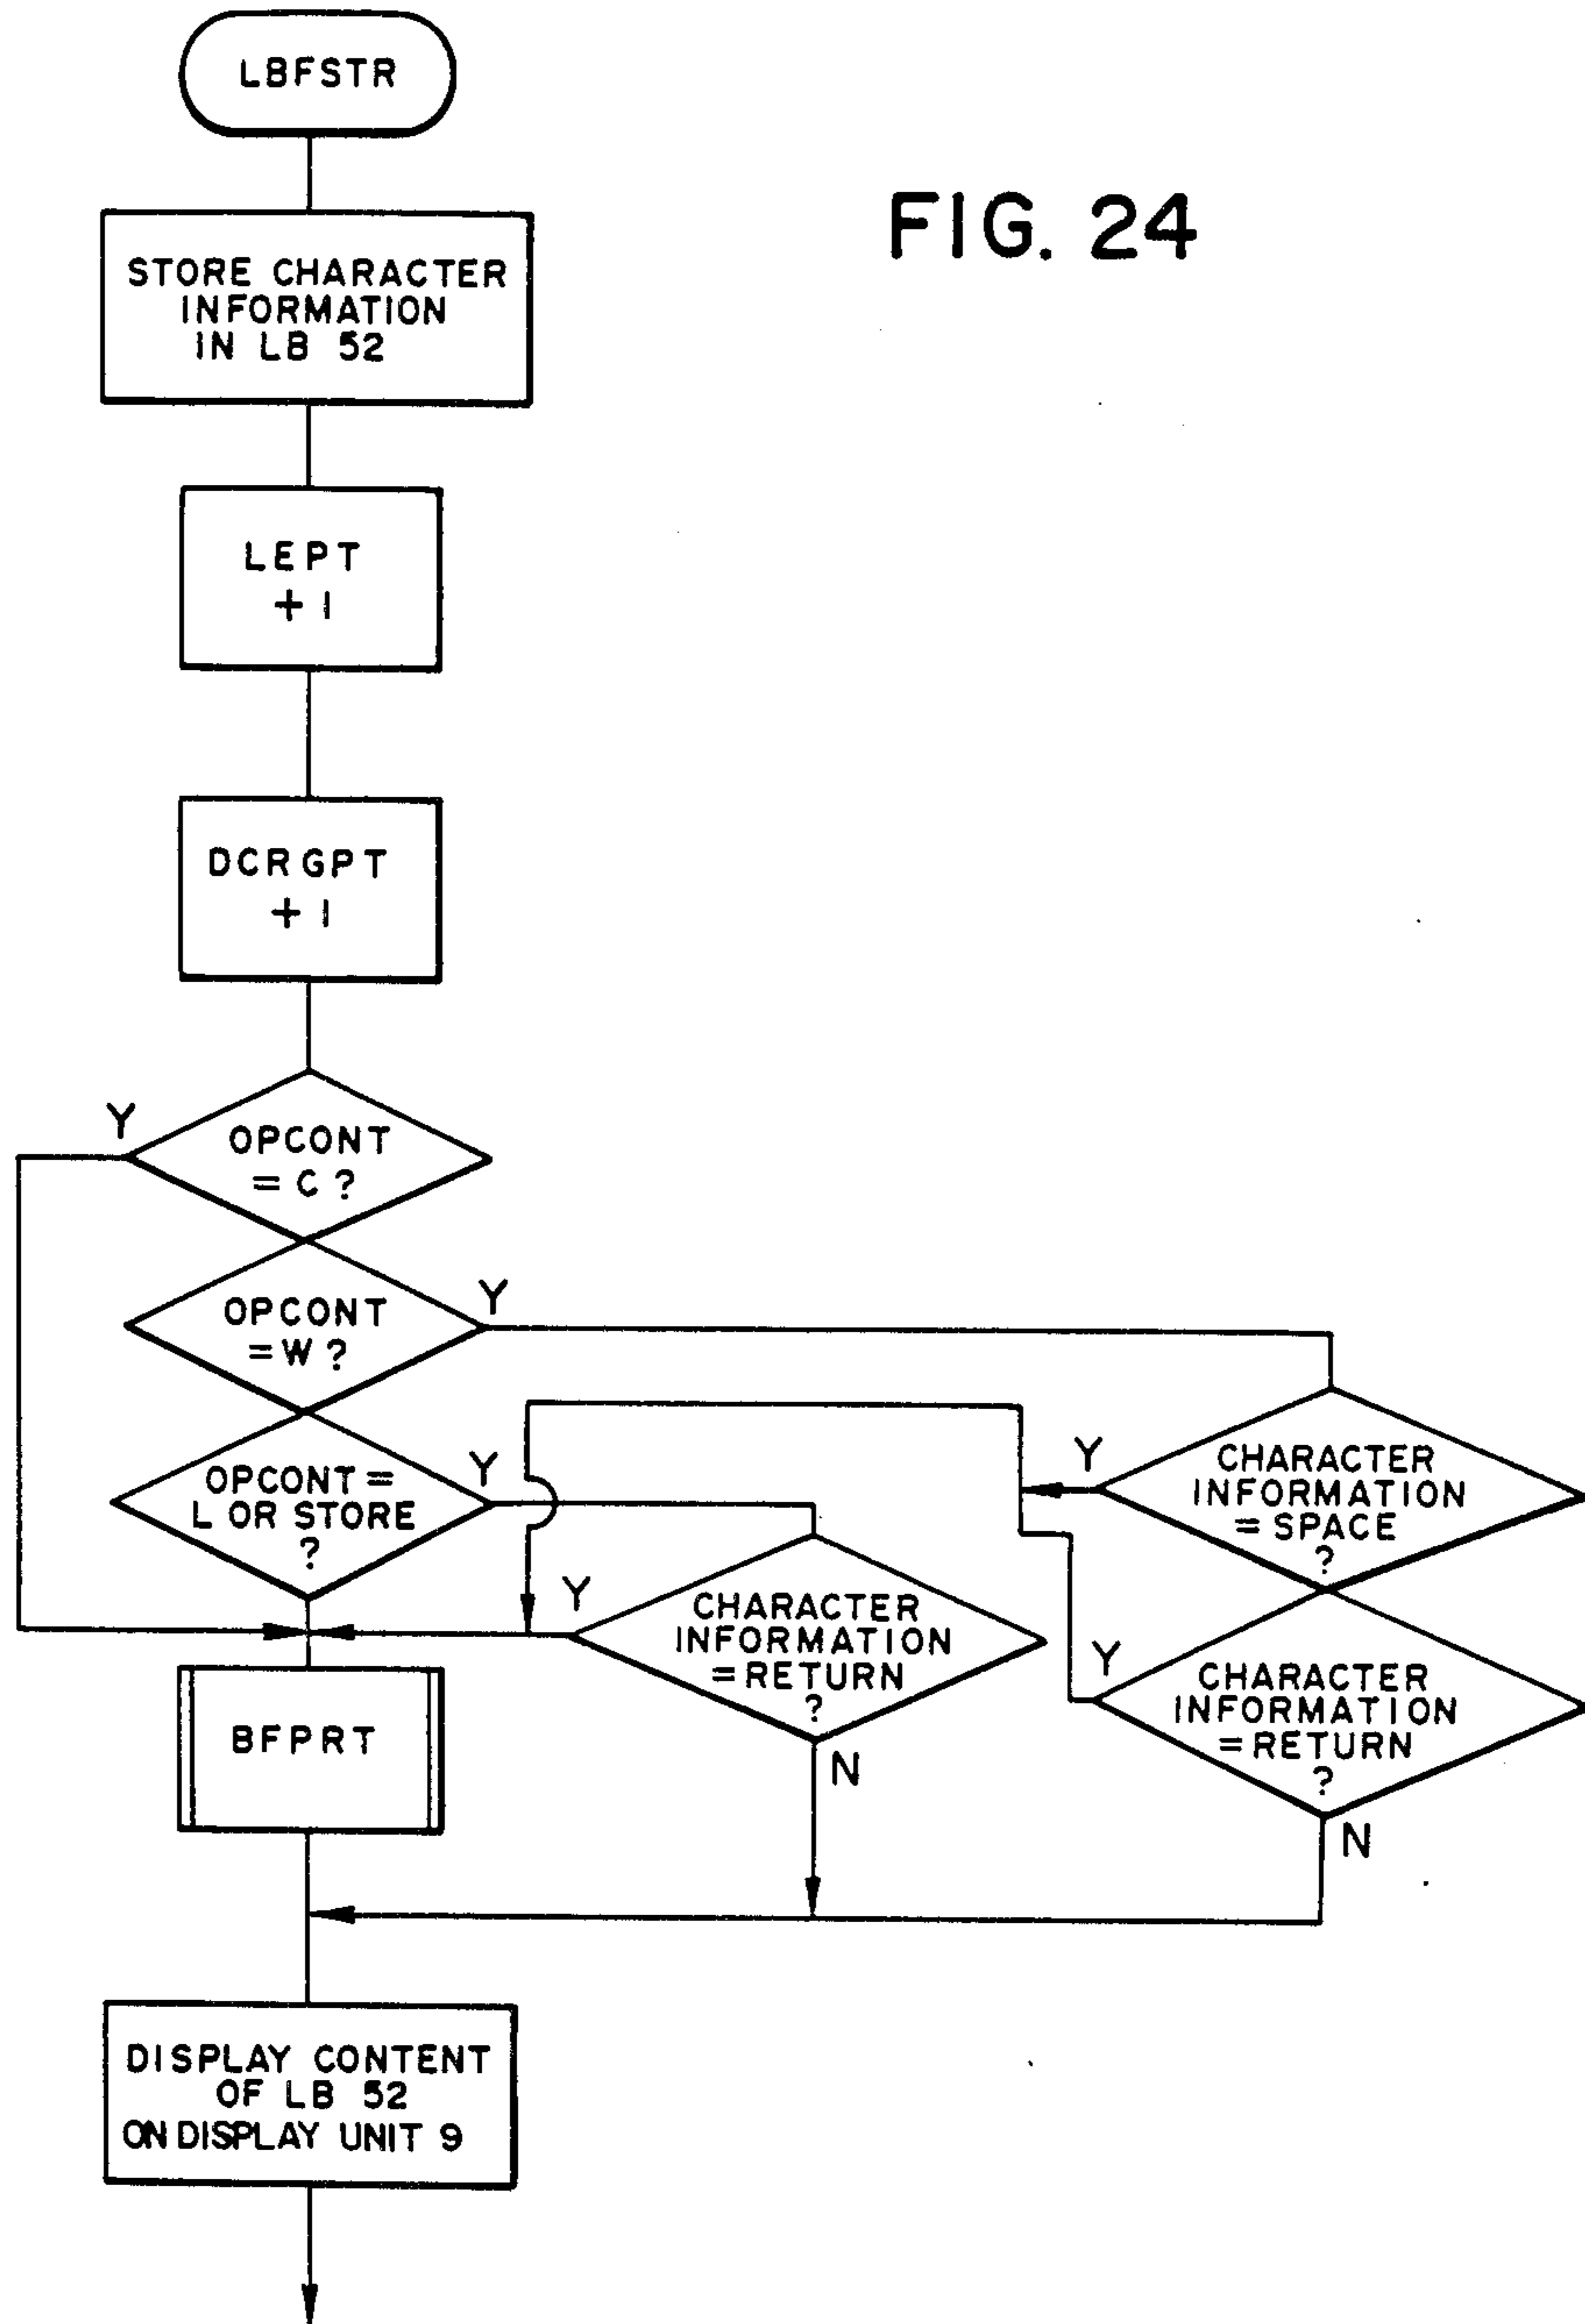 LBFSTR
FIG. 24
STORE CHARACTER
INFORMATION
IN LB 52
LEPT
+ 1
DCRGPT
+ 1
Y
OPCONT
= C ?
OPCONT
= W ?
Y
OPCONT =
L OR STORE
?
Y
Y
CHARACTER
INFORMATION
= SPACE
?
Y
CHARACTER
INFORMATION
= RETURN
?
N
Y
CHARACTER
INFORMATION
= RETURN
?
N
BFPRT
DISPLAY CONTENT
OF LB 52
ON DISPLAY UNIT 9